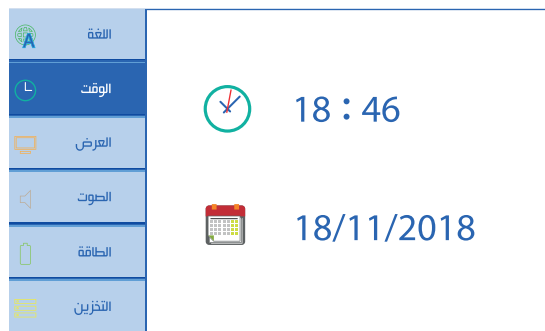 اللغة
الوقت
العرض
الصوت
الطاقة
التخزين
18 : 46
18/11/2018